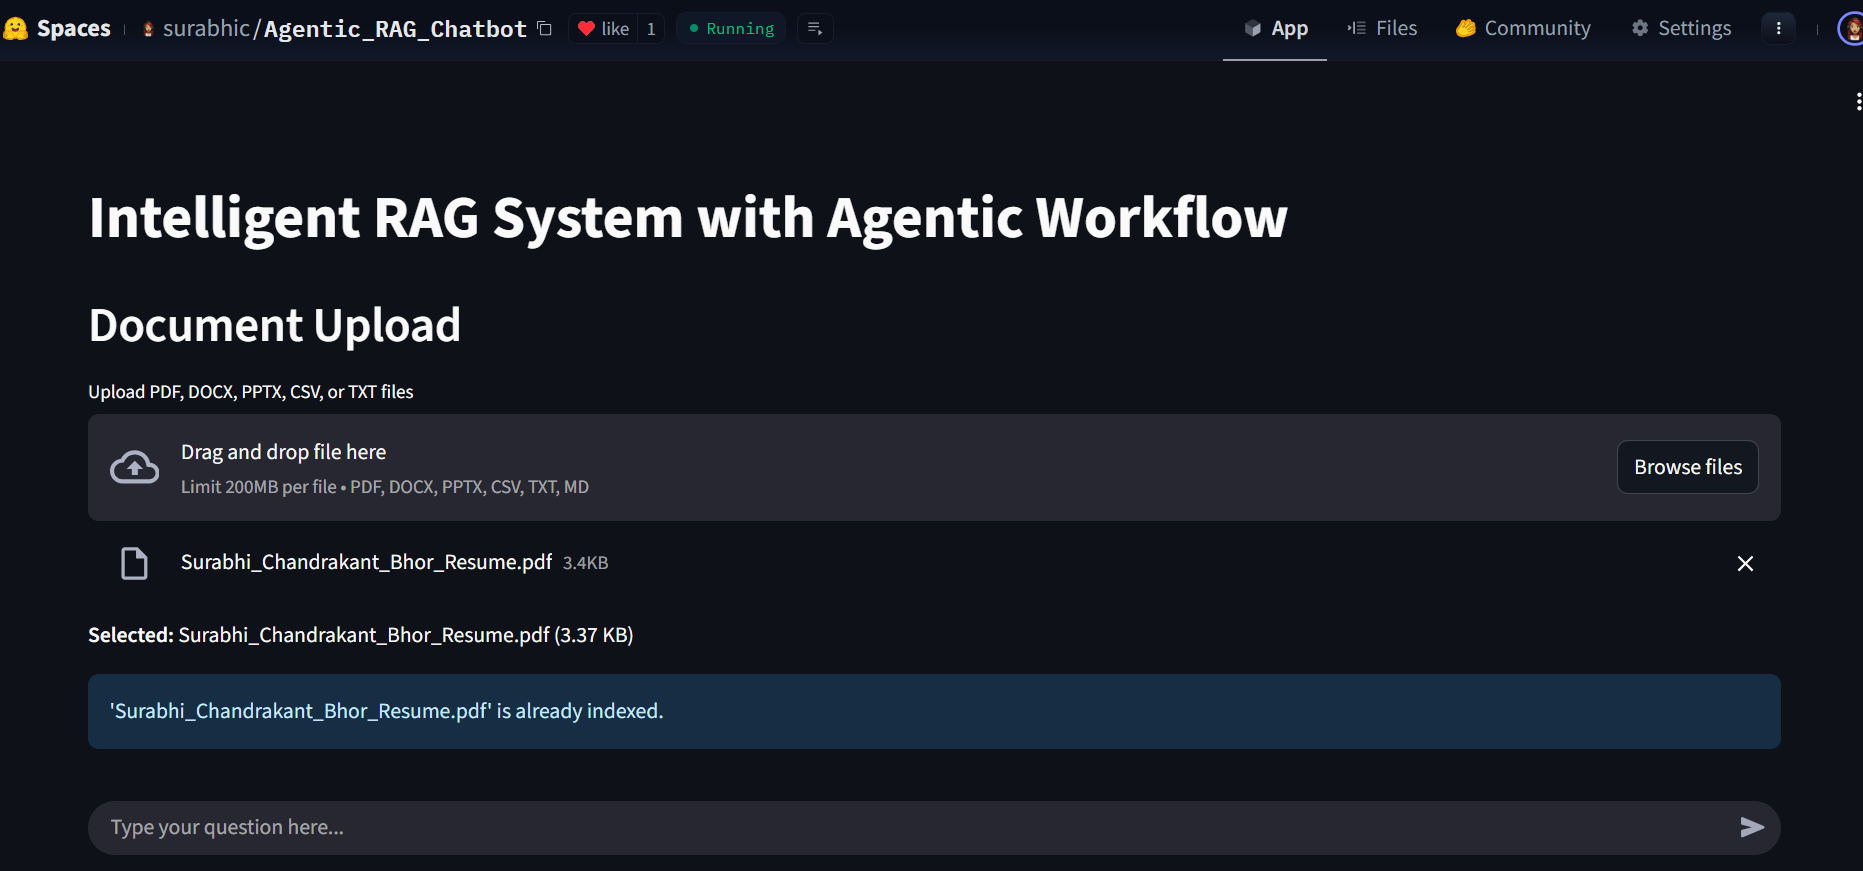 Spaces surabhic/Agentic_RAG_Chatbot like 1 Running App Files Community Settings
Intelligent RAG System with Agentic Workflow
Document Upload
Upload PDF, DOCX, PPTX, CSV, or TXT files
Drag and drop file here
Limit 200MB per file • PDF, DOCX, PPTX, CSV, TXT, MD
Browse files
Surabhi_Chandrakant_Bhor_Resume.pdf 3.4KB
Selected: Surabhi_Chandrakant_Bhor_Resume.pdf (3.37 KB)
'Surabhi_Chandrakant_Bhor_Resume.pdf' is already indexed.
Type your question here...